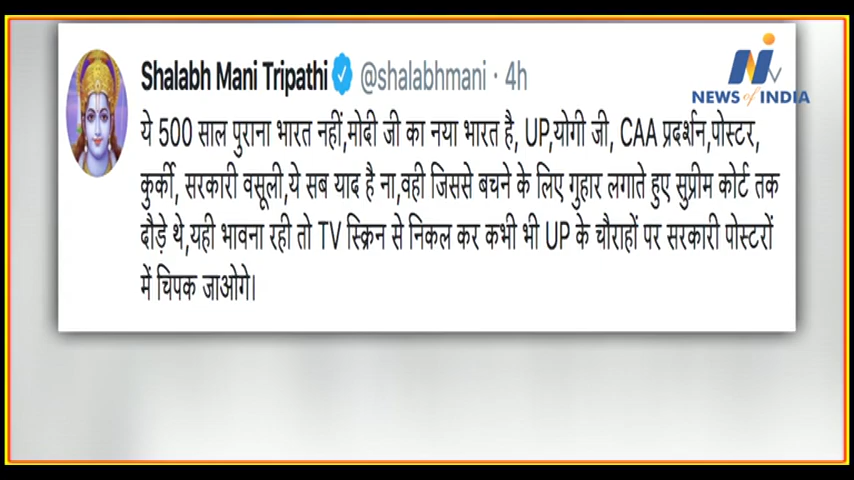 Shalabh Mani Tripathi @shalabhmani · 4h
NTV
NEWS of INDIA
ये 500 साल पुराना भारत नहीं,मोदी जी का नया भारत है, UP,योगी जी, CAA प्रदर्शन,पोस्टर,
कुर्की, सरकारी वसूली,ये सब याद है ना,वही जिससे बचने के लिए गुहार लगाते हुए सुप्रीम कोर्ट तक
दौड़े थे,यही भावना रही तो TV स्क्रिन से निकल कर कभी भी UP के चौराहों पर सरकारी पोस्टरों
में चिपक जाओगे।